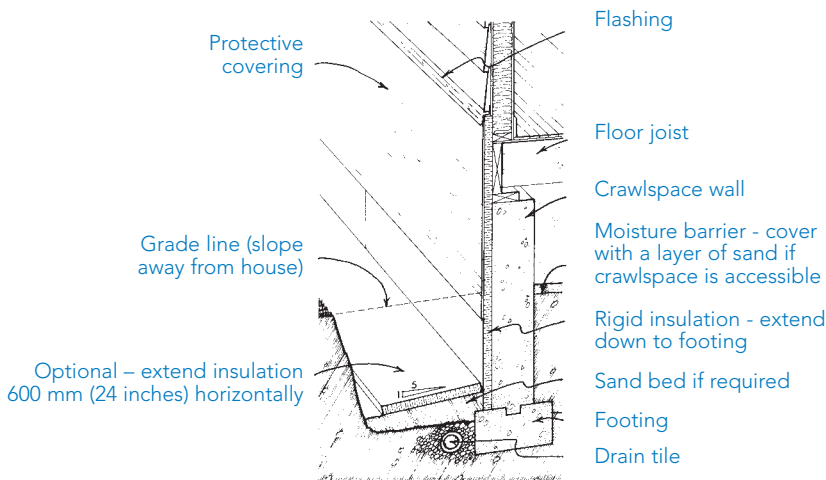 Protective
covering
Grade line (slope
away from house)
Optional – extend insulation
600 mm (24 inches) horizontally
5
1
Flashing
Floor joist
Crawlspace wall
Moisture barrier - cover
with a layer of sand if
crawlspace is accessible
Rigid insulation - extend
down to footing
Sand bed if required
Footing
Drain tile